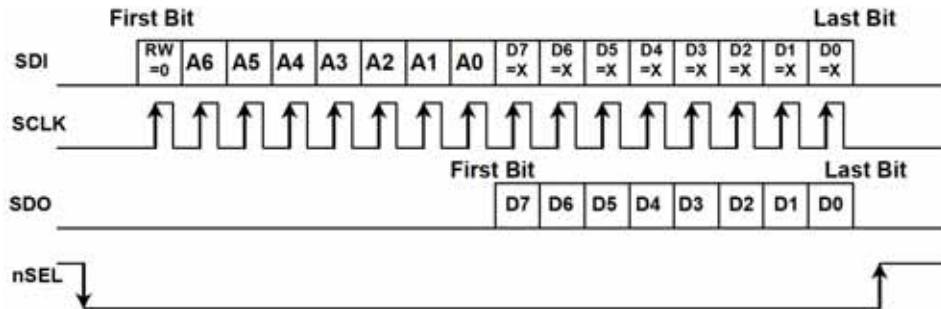 First Bit Last Bit
SDI RW =0 A6 A5 A4 A3 A2 A1 A0 D7 =X D6 =X D5 =X D4 =X D3 =X D2 =X D1 =X D0 =X
SCLK
First Bit Last Bit
SDO D7 D6 D5 D4 D3 D2 D1 D0
nSEL